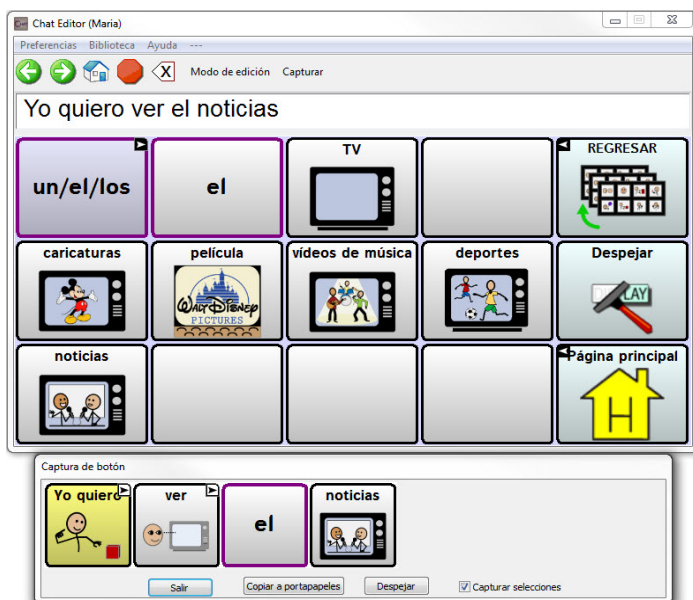 Chat Editor (Maria)
Preferencias Biblioteca Ayuda ---
X Modo de edición Capturar
Yo quiero ver el noticias
un/el/los el TV REGRESAR
caricaturas película vídeos de música deportes Despejar
WALT DISNEY
PICTURES
LAY
noticias Página principal
H
Captura de botón
Yo quiero ver el noticias
Salir Copiar a portapapeles Despejar Capturar selecciones